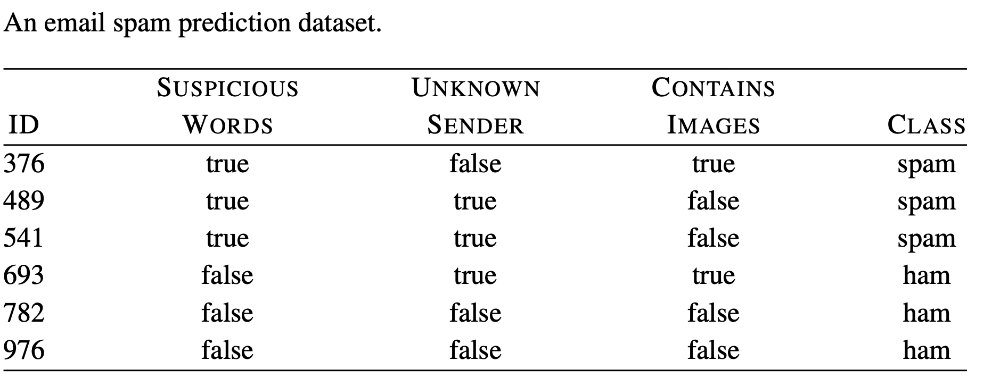 An email spam prediction dataset.
SUSPICIOUS UNKNOWN CONTAINS
ID WORDS SENDER IMAGES CLASS
376 true false true spam
489 true true false spam
541 true true false spam
693 false true true ham
782 false false false ham
976 false false false ham